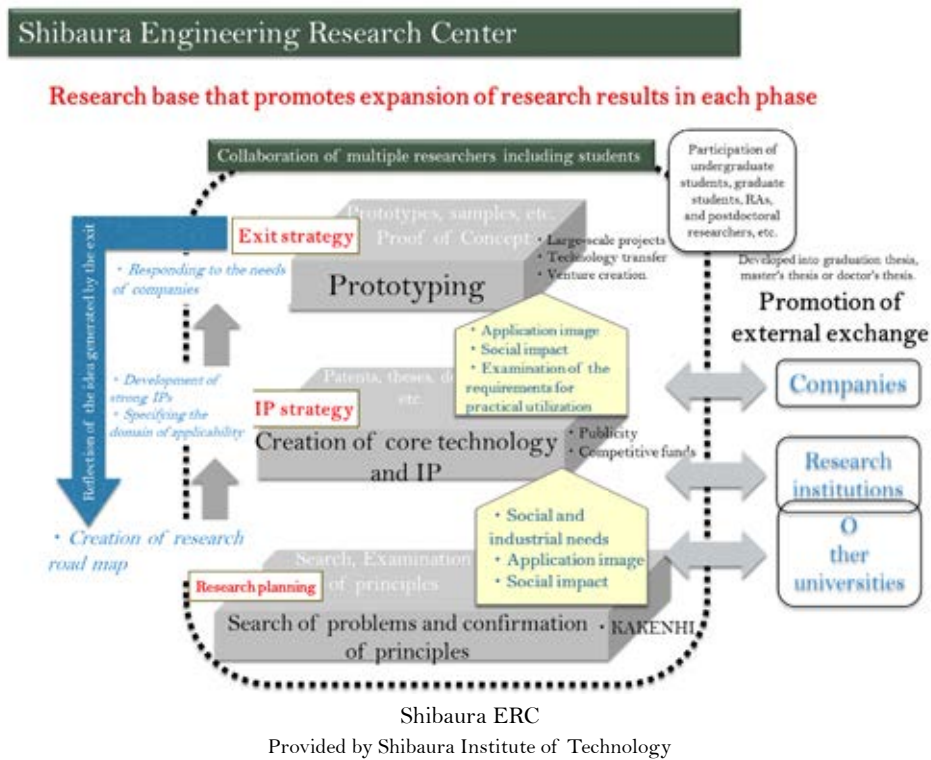 Shibaura Engineering Research Center
Research base that promotes expansion of research results in each phase
Collaboration of multiple researchers including students
Participation of
undergraduate
students, graduate
students, RAs,
and postdoctoral
researchers, etc.
Developed into graduation thesis,
master's thesis or doctor's thesis.
Promotion of
external exchange
Companies
Research
institutions
O
ther
universities
Reflection of the idea generated by the exit
Exit strategy
Prototypes, samples, etc.
Proof of Concept
Prototyping
・Large-scale projects
・Technology transfer
・Venture creation
・Responding to the needs
of companies
・Application image
・Social impact
・Examination of the
requirements for
practical utilization
・Development of
strong IPs
・Specifying the
domain of applicability
IP strategy
Patents, theses,
etc.
Creation of core technology
and IP
・Publicity
・Competitive funds
・Creation of research
road map
・Social and
industrial needs
・Application image
・Social impact
Research planning
Search, Examination
of principles
Search of problems and confirmation
of principles
・KAKENHI
Shibaura ERC
Provided by Shibaura Institute of Technology